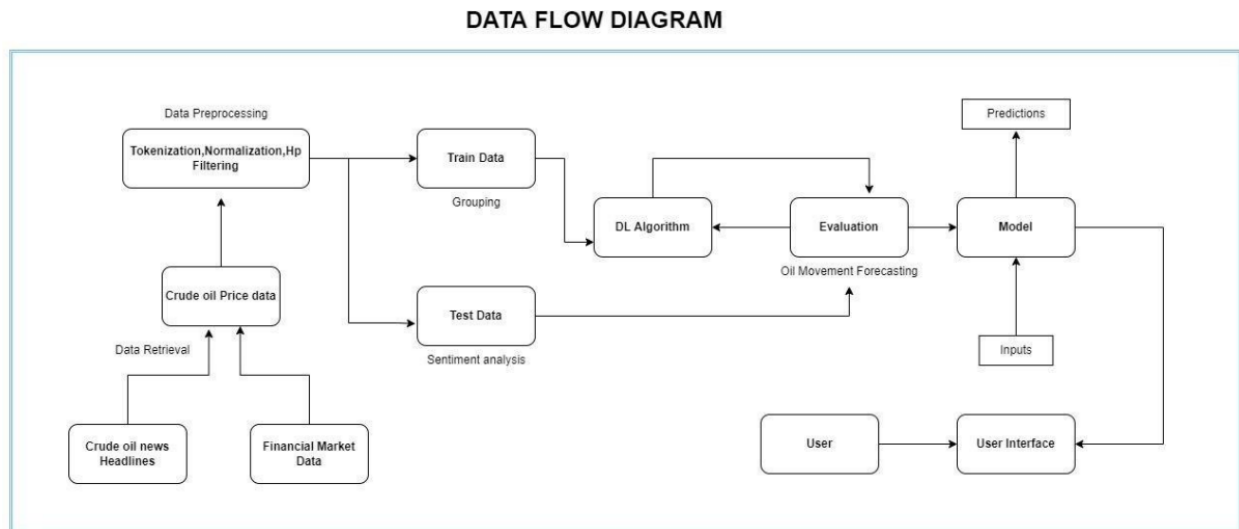 DATA FLOW DIAGRAM
Data Preprocessing
Tokenization,Normalization,Hp
Filtering
Train Data
Grouping
Predictions
DL Algorithm
Evaluation
Model
Oil Movement Forecasting
Crude oil Price data
Test Data
Sentiment analysis
Data Retrieval
Inputs
Crude oil news
Headlines
Financial Market
Data
User
User Interface